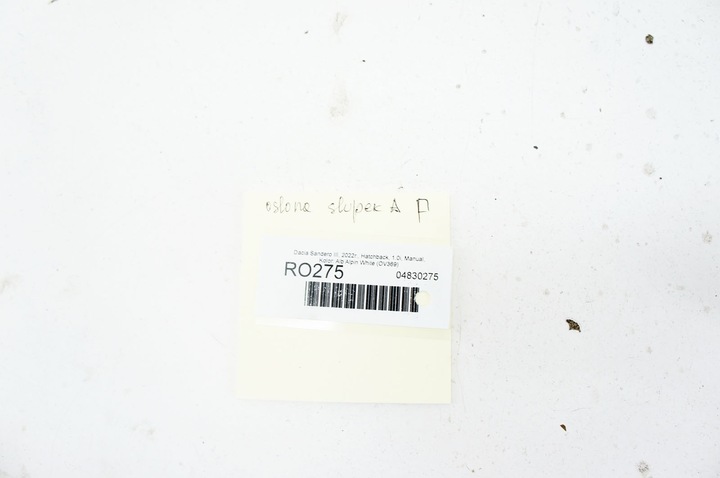 osłona słupek A P
Dacia Sandero III, 2022r., Hatchback, 1.0i, Manual,
Kolor: Alb Alpin White (OV369)
RO275
04830275